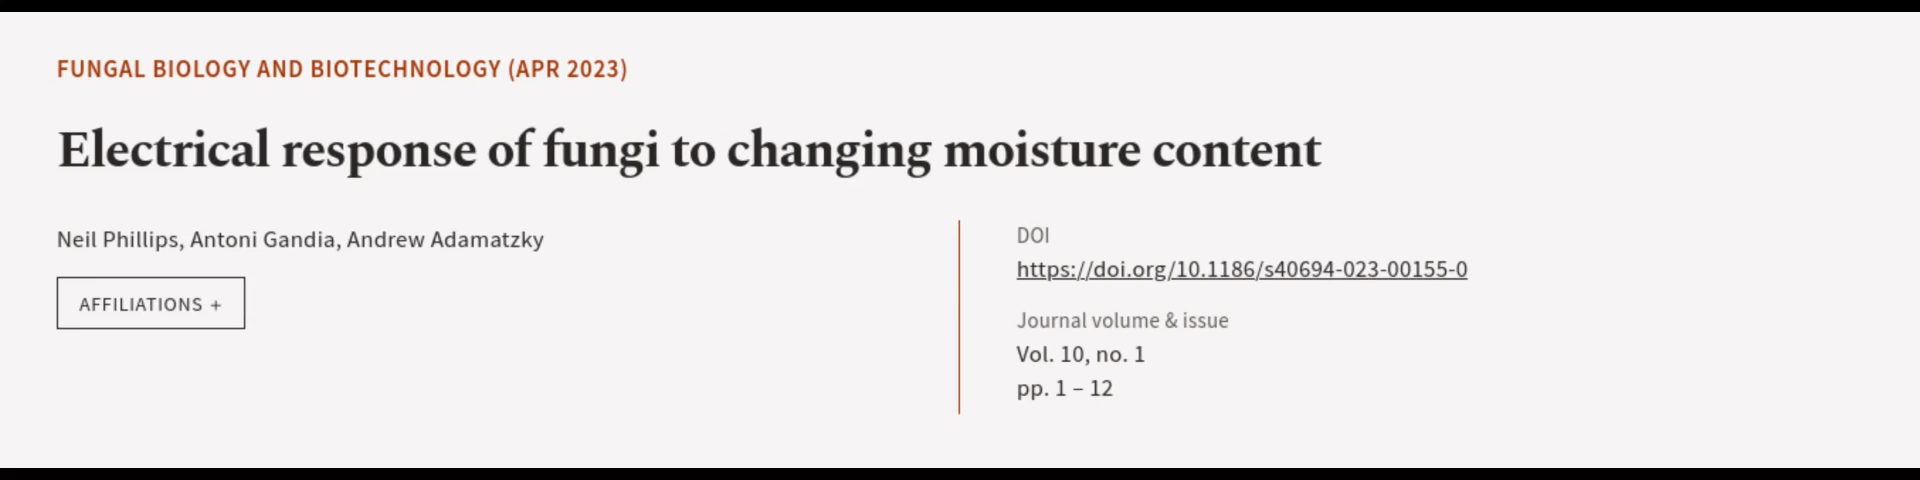 FUNGAL BIOLOGY AND BIOTECHNOLOGY (APR 2023)
Electrical response of fungi to changing moisture content
Neil Phillips, Antoni Gandia, Andrew Adamatzky
AFFILIATIONS +
DOI
https://doi.org/10.1186/s40694-023-00155-0
Journal volume & issue
Vol. 10, no. 1
pp. 1 – 12